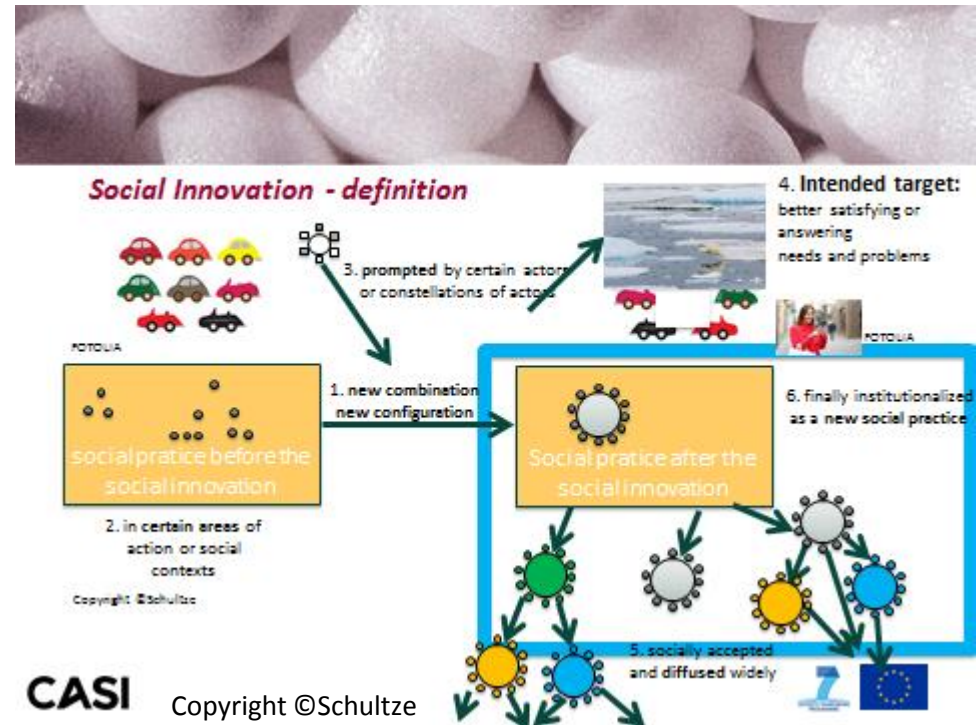 Social Innovation - definition
4. Intended target:
better satisfying or
answering
needs and problems
3. prompted by certain actors
or constellations of actors
FOTOLIA
FOTOLIA
1. new combination
new configuration
6. finally institutionalized
as a new social practice
social pratice before the
social innovation
Social pratice after the
social innovation
2. in certain areas of
action or social
contexts
Copyright ©Schultze
5. socially accepted
and diffused widely
CASI
Copyright ©Schultze
7